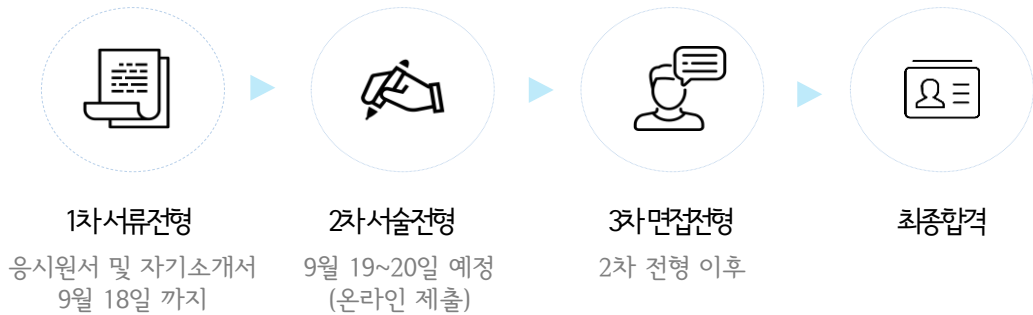 1차 서류전형
응시원서 및 자기소개서
9월 18일 까지
2차 서술전형
9월 19~20일 예정
(온라인 제출)
3차 면접전형
2차 전형 이후
최종합격